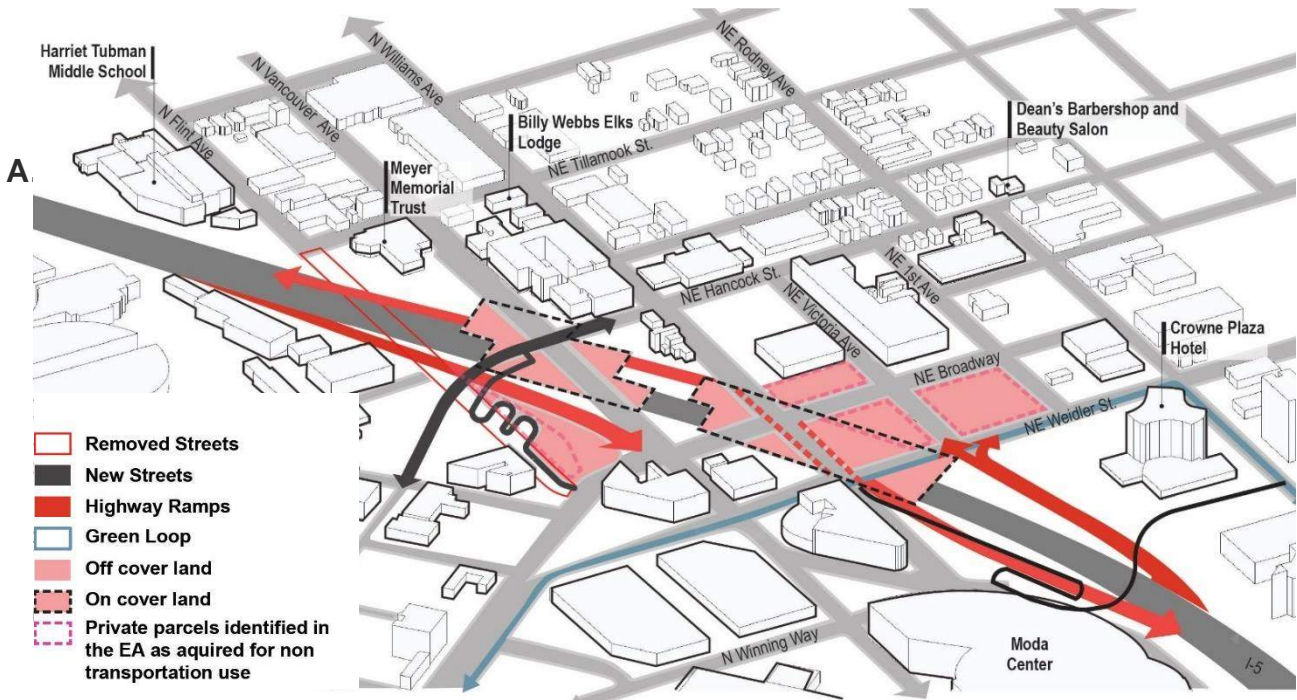 Harriet Tubman
Middle School
N Flint Ave
N Vancouver Ave
N Williams Ave
NE Rodney Ave
Billy Webbs Elks
Lodge
NE Tillamook St.
Dean's Barbershop and
Beauty Salon
A.
Meyer
Memorial
Trust
NE Hancock St.
NE Victoria Ave
NE 1st Ave
Crowne Plaza
Hotel
NE Broadway
NE Weidler St.
Removed Streets
New Streets
Highway Ramps
Green Loop
Off cover land
On cover land
Private parcels identified in
the EA as aquired for non
transportation use
N Winning Way
Moda
Center
I-5